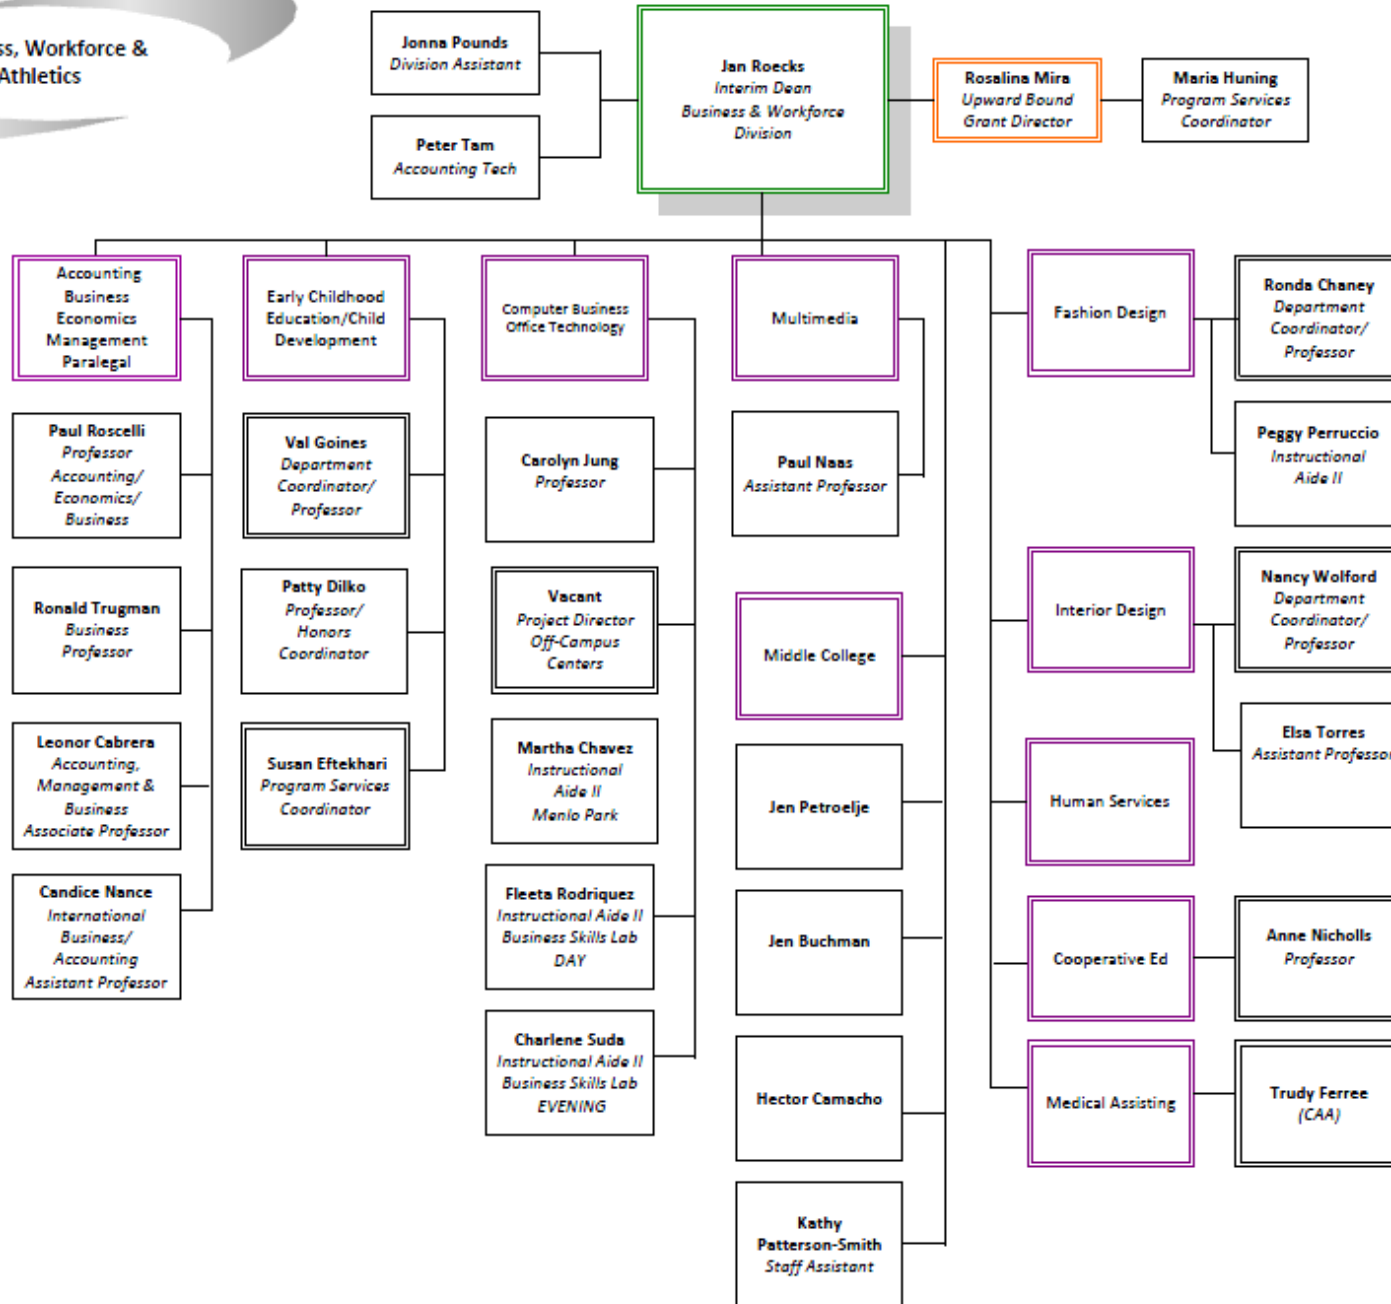 ss, Workforce &
Athletics
Jonna Pounds
Division Assistant
Peter Tam
Accounting Tech
Jan Roecks
Interim Dean
Business & Workforce
Division
Rosalina Mira
Upward Bound
Grant Director
Maria Huning
Program Services
Coordinator
Accounting
Business
Economics
Management
Paralegal
Paul Roscelli
Professor
Accounting/
Economics/
Business
Ronald Trugman
Business
Professor
Leonor Cabrera
Accounting,
Management &
Business
Associate Professor
Candice Nance
International
Business/
Accounting
Assistant Professor
Early Childhood
Education/Child
Development
Val Goines
Department
Coordinator/
Professor
Patty Dilko
Professor/
Honors
Coordinator
Susan Eftekhari
Program Services
Coordinator
Computer Business
Office Technology
Carolyn Jung
Professor
Vacant
Project Director
Off-Campus
Centers
Martha Chavez
Instructional
Aide II
Menlo Park
Fleeta Rodriquez
Instructional Aide II
Business Skills Lab
DAY
Charlene Suda
Instructional Aide II
Business Skills Lab
EVENING
Multimedia
Paul Naas
Assistant Professor
Middle College
Jen Petroelje
Jen Buchman
Hector Camacho
Kathy
Patterson-Smith
Staff Assistant
Fashion Design
Ronda Chaney
Department
Coordinator/
Professor
Peggy Perruccio
Instructional
Aide II
Interior Design
Nancy Wolford
Department
Coordinator/
Professor
Elsa Torres
Assistant Professor
Human Services
Cooperative Ed
Anne Nicholls
Professor
Medical Assisting
Trudy Ferree
(CAA)